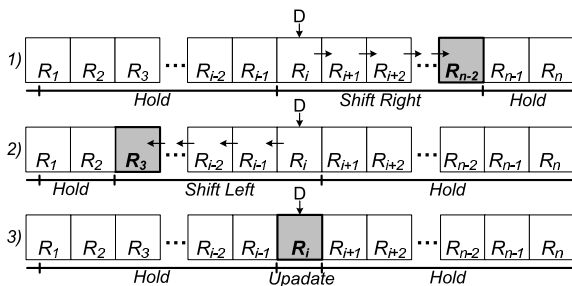 D
1) R1 R2 R3 ... Ri-2 Ri-1 Ri Ri+1 Ri+2 ... Rn-2 Rn-1 Rn
Hold Shift Right Hold
D
2) R1 R2 R3 ... Ri-2 Ri-1 Ri Ri+1 Ri+2 ... Rn-2 Rn-1 Rn
Hold Shift Left Hold
D
3) R1 R2 R3 ... Ri-2 Ri-1 Ri Ri+1 Ri+2 ... Rn-2 Rn-1 Rn
Hold Upadate Hold